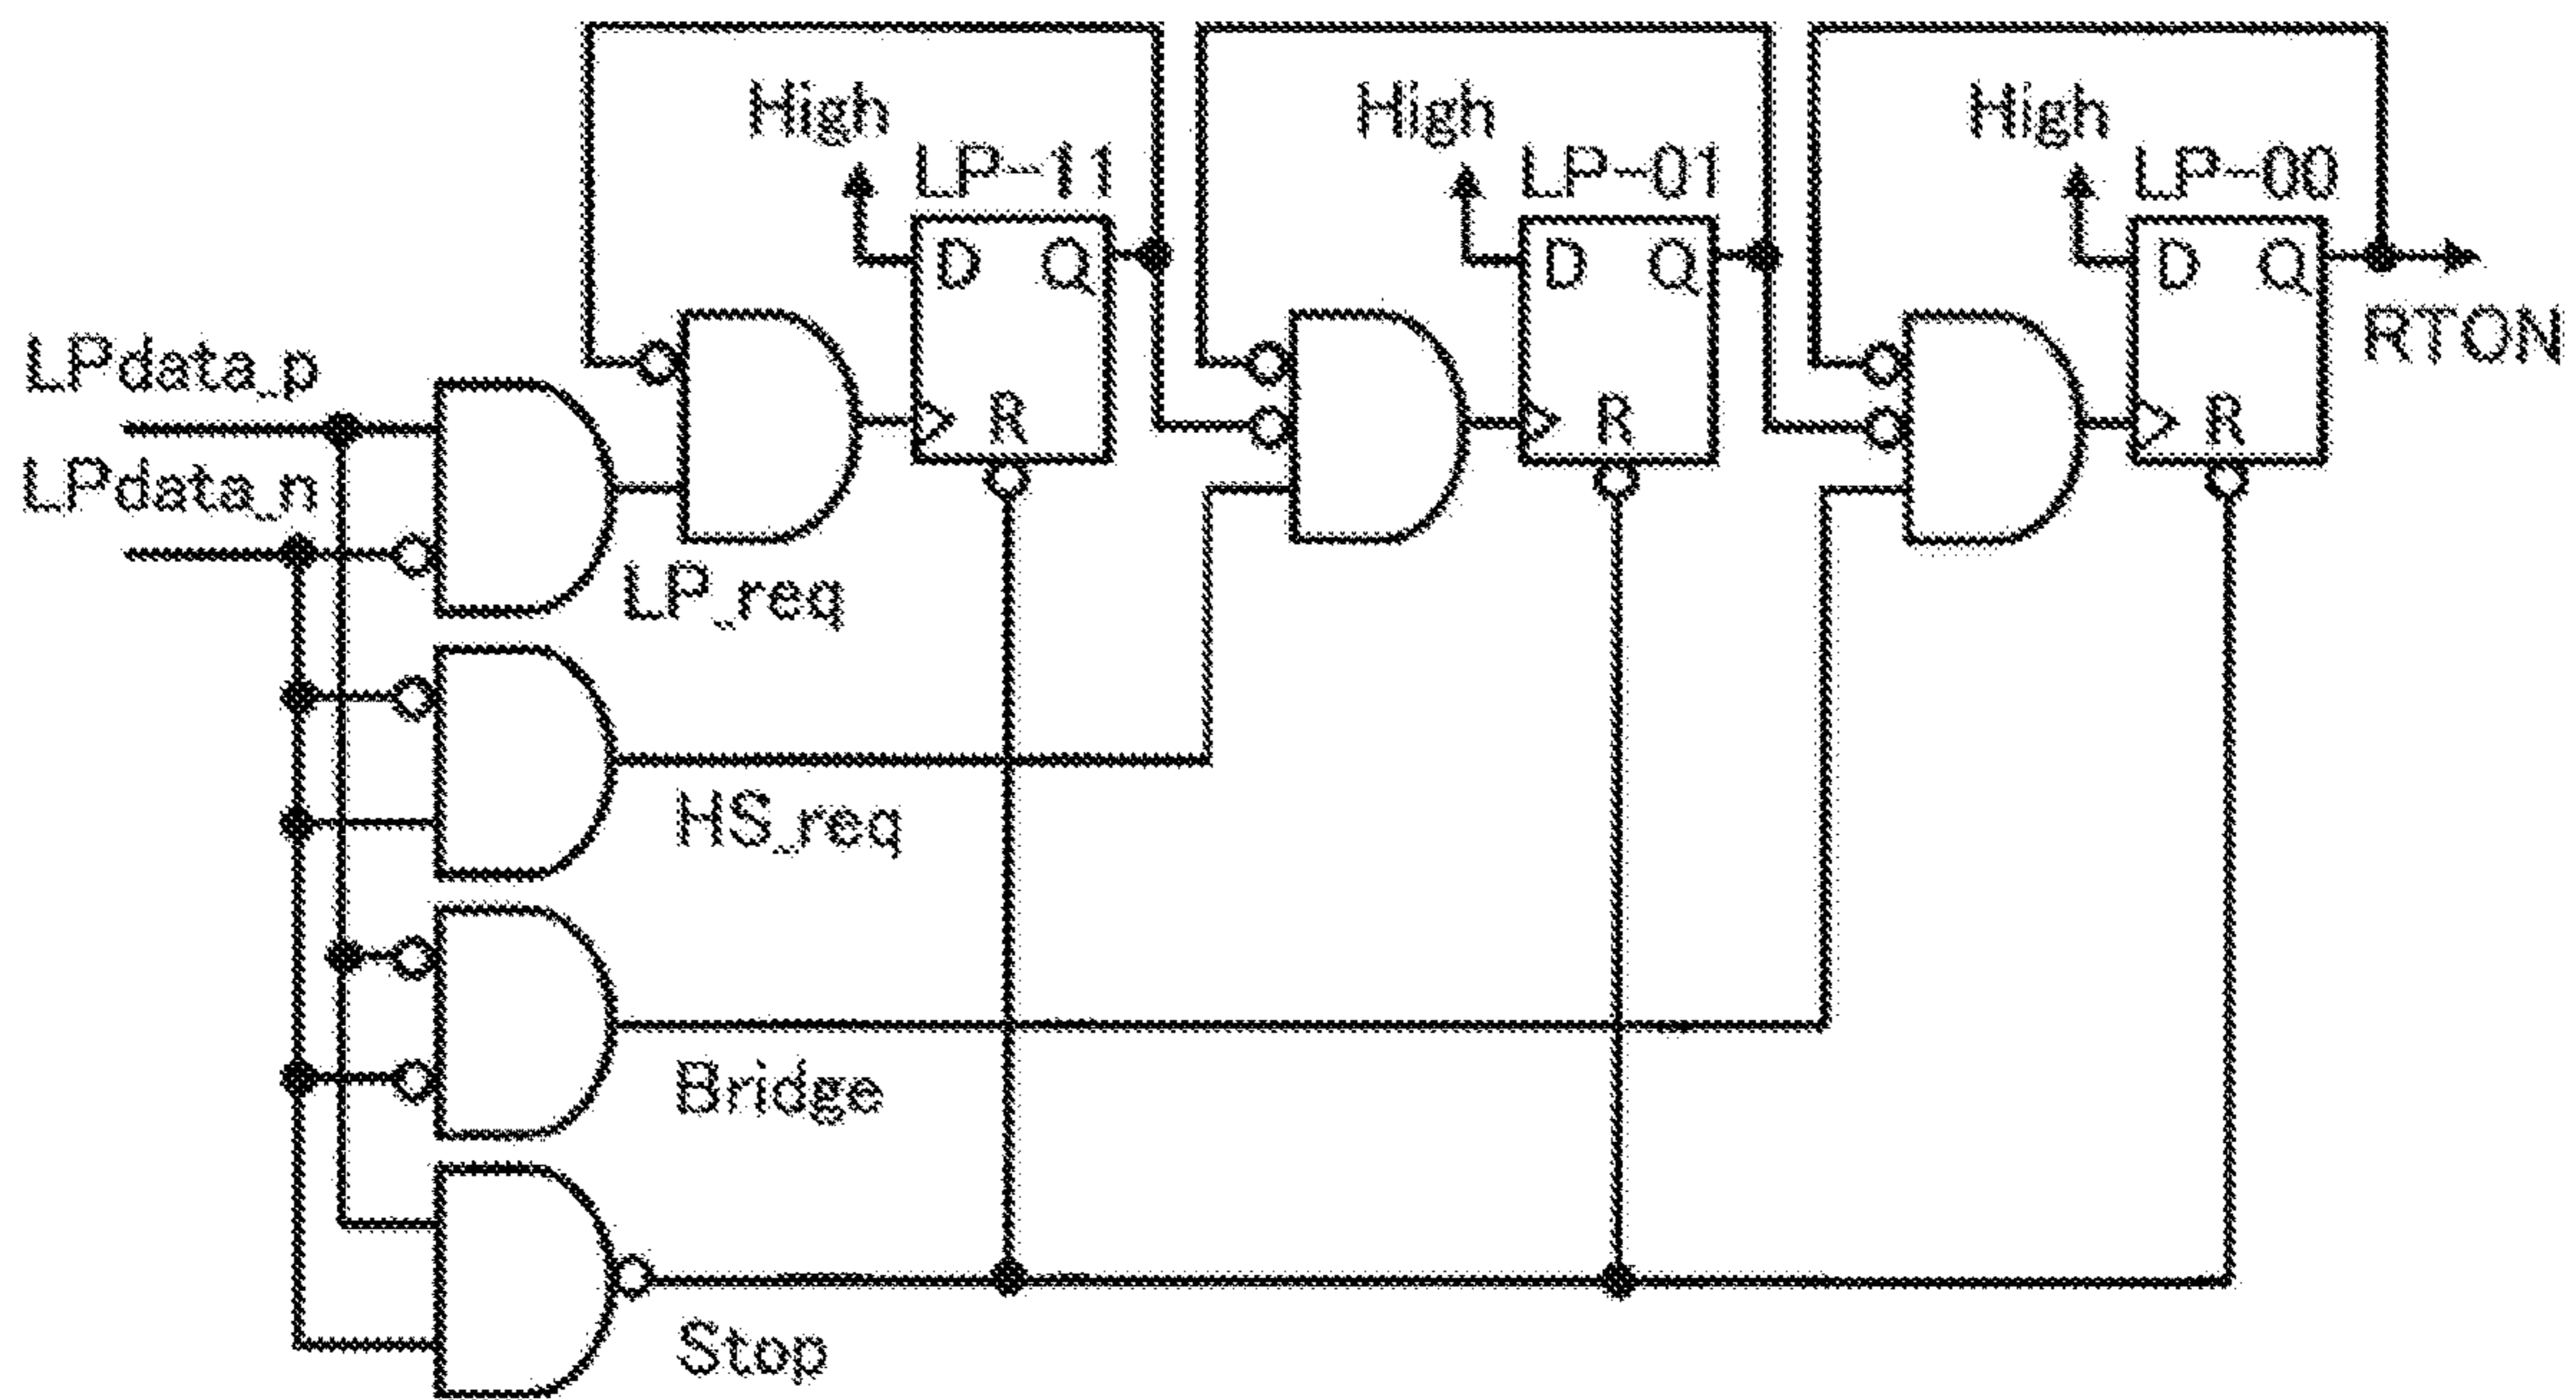 High
High
High
LP-11
LP-01
LP-00
D Q
D Q
D Q
LPdata_p
RTON
R
R
R
LPdata_n
LP_req
HS_req
Bridge
Stop